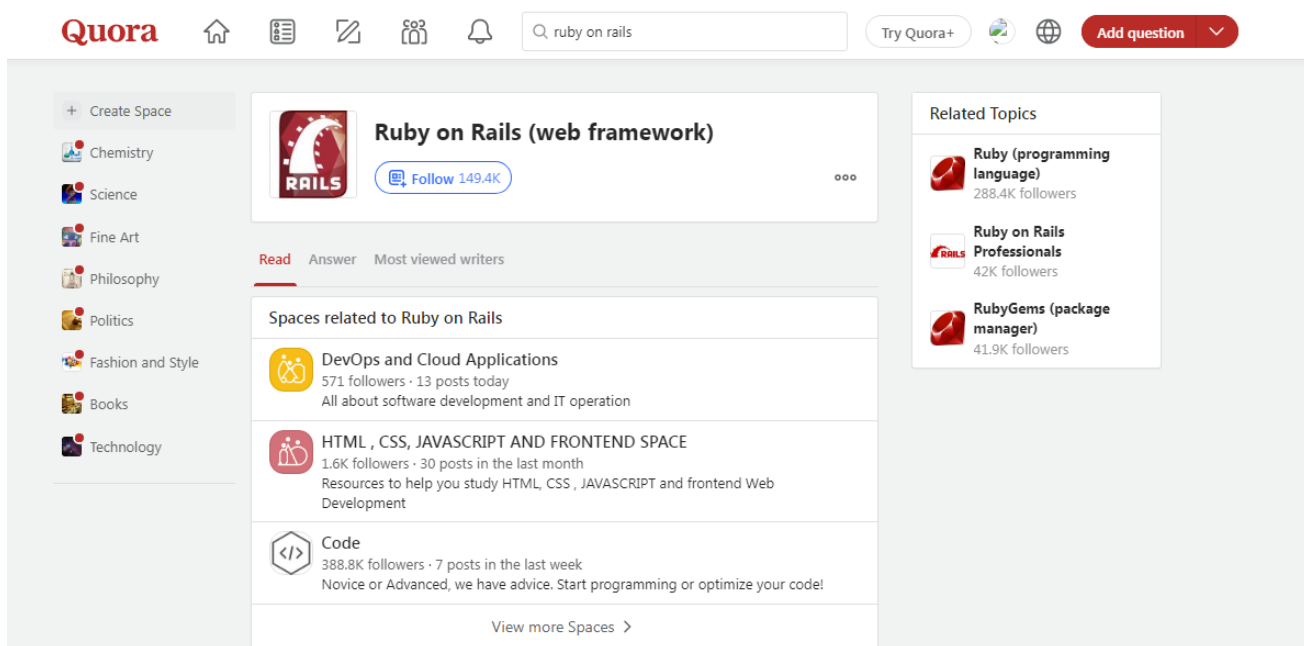 Quora
ruby on rails
Try Quora+
Add question
Create Space
Chemistry
Science
Fine Art
Philosophy
Politics
Fashion and Style
Books
Technology
RAILS
Ruby on Rails (web framework)
Follow 149.4K
Read Answer Most viewed writers
Spaces related to Ruby on Rails
DevOps and Cloud Applications
571 followers · 13 posts today
All about software development and IT operation
HTML , CSS, JAVASCRIPT AND FRONTEND SPACE
1.6K followers · 30 posts in the last month
Resources to help you study HTML, CSS , JAVASCRIPT and frontend Web
Development
Code
388.8K followers · 7 posts in the last week
Novice or Advanced, we have advice. Start programming or optimize your code!
View more Spaces
Related Topics
Ruby (programming
language)
288.4K followers
RAILS
Ruby on Rails
Professionals
42K followers
RubyGems (package
manager)
41.9K followers